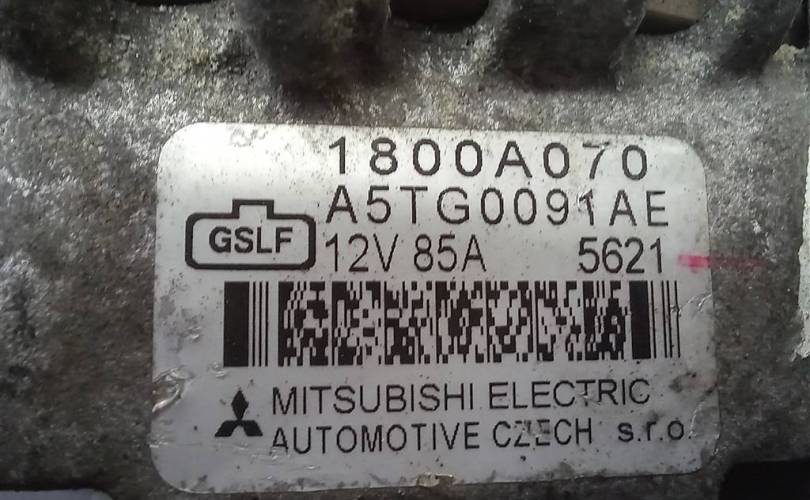 1800A070
A5TG0091AE
GSLF
12V 85A 5621
MITSUBISHI ELECTRIC
AUTOMOTIVE CZECH s.r.o.